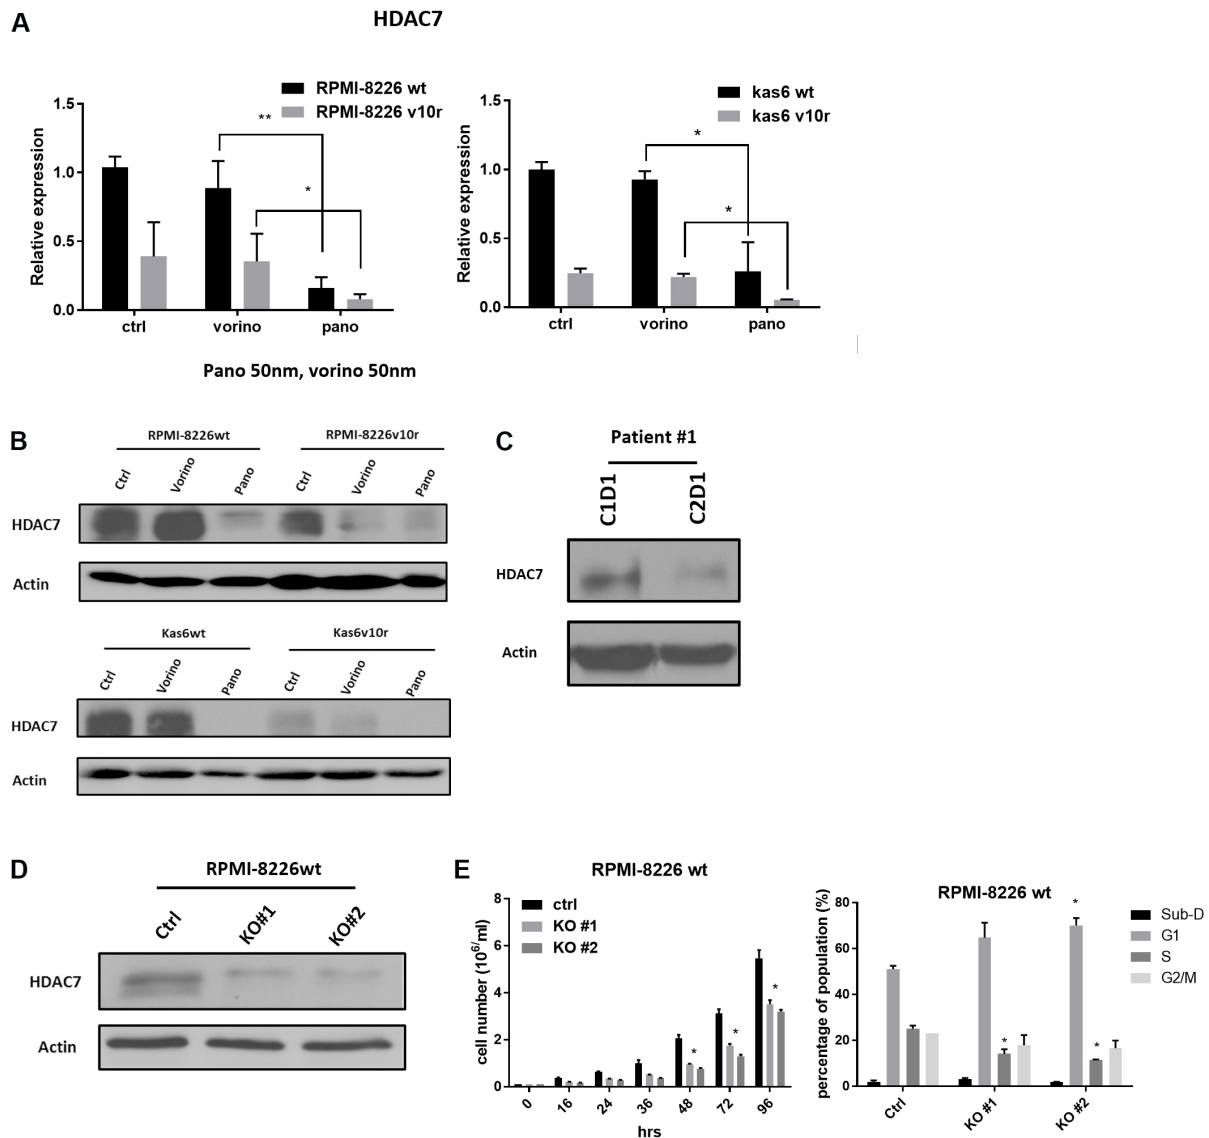 A
HDAC7
RPMI-8226 wt
RPMI-8226 v10r
Relative expression
1.5
1.0
0.5
0.0
**
*
ctrl
vorino
pano
kas6 wt
kas6 v10r
Relative expression
1.5
1.0
0.5
0.0
*
*
ctrl
vorino
pano
Pano 50nm, vorino 50nm
B
RPMI-8226wt
RPMI-8226v10r
Ctrl
Vorino
Pano
Ctrl
Vorino
Pano
HDAC7
Actin
Kas6wt
Kas6v10r
Ctrl
Vorino
Pano
Ctrl
Vorino
Pano
HDAC7
Actin
C
Patient #1
C1D1
C2D1
HDAC7
Actin
D
RPMI-8226wt
Ctrl
KO#1
KO#2
HDAC7
Actin
E
RPMI-8226 wt
ctrl
KO #1
KO #2
cell number (10⁶/ml)
8
6
4
2
0
*
*
*
0
16
24
36
48
72
96
hrs
RPMI-8226 wt
percentage of population (%)
80
60
40
20
0
*
*
*
Ctrl
KO #1
KO #2
Sub-D
G1
S
G2/M